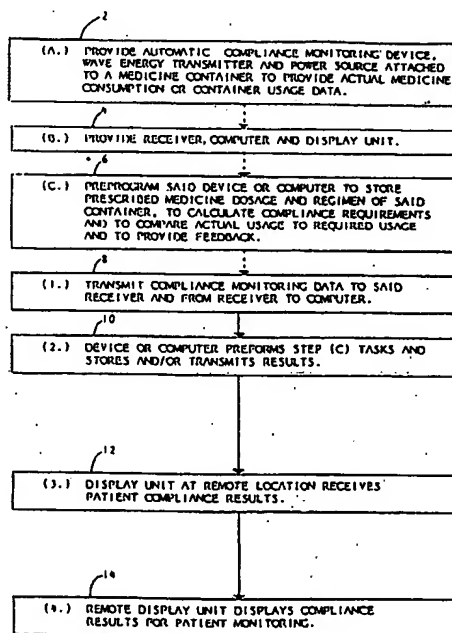 2
(A.) PROVIDE AUTOMATIC COMPLIANCE MONITORING DEVICE,
WAVE ENERGY TRANSMITTER AND POWER SOURCE ATTACHED
TO A MEDICINE CONTAINER TO PROVIDE ACTUAL MEDICINE
CONSUMPTION OR CONTAINER USAGE DATA.
4
(B.) PROVIDE RECEIVER, COMPUTER AND DISPLAY UNIT.
6
(C.) PREPROGRAM SAID DEVICE OR COMPUTER TO STORE
PRESCRIBED MEDICINE DOSAGE AND REGIMEN OF SAID
CONTAINER, TO CALCULATE COMPLIANCE REQUIREMENTS
AND TO COMPARE ACTUAL USAGE TO REQUIRED USAGE
AND TO PROVIDE FEEDBACK.
8
(1.) TRANSMIT COMPLIANCE MONITORING DATA TO SAID
RECEIVER AND FROM RECEIVER TO COMPUTER.
10
(2.) DEVICE OR COMPUTER PREFORMS STEP (C) TASKS AND
STORES AND/OR TRANSMITS RESULTS.
12
(3.) DISPLAY UNIT AT REMOTE LOCATION RECEIVES
PATIENT COMPLIANCE RESULTS.
14
(4.) REMOTE DISPLAY UNIT DISPLAYS COMPLIANCE
RESULTS FOR PATIENT MONITORING.